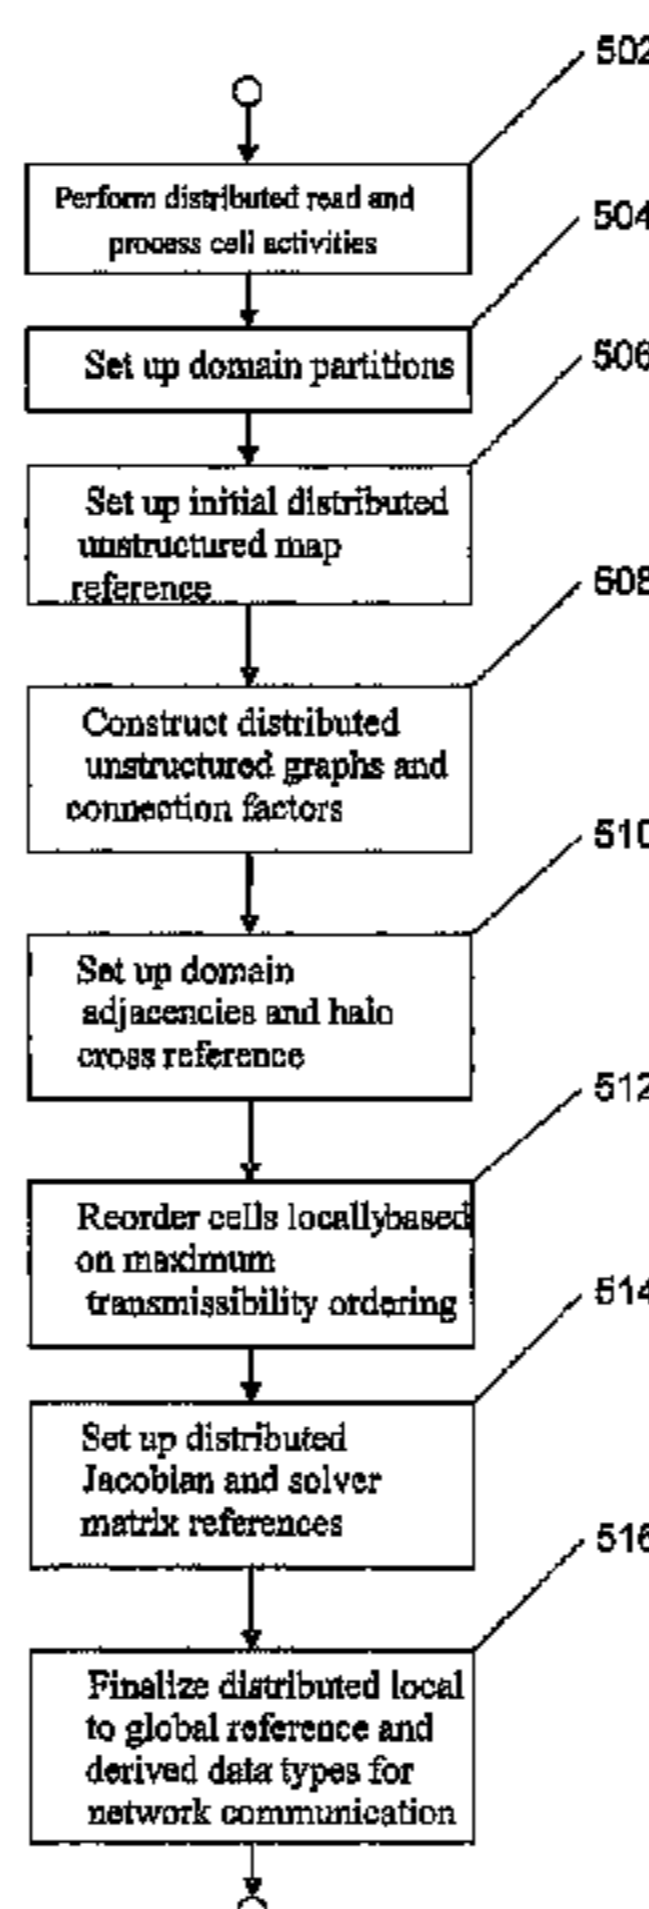 502
Perform distributed read and
process cell activities
504
Set up domain partitions
506
Set up initial distributed
unstructured map
reference
508
Construct distributed
unstructured graphs and
connection factors
510
Set up domain
adjacencies and halo
cross reference
512
Reorder cells locallybased
on maximum
transmissibility ordering
514
Set up distributed
Jacobian and solver
matrix references
516
Finalize distributed local
to global reference and
derived data types for
network communication